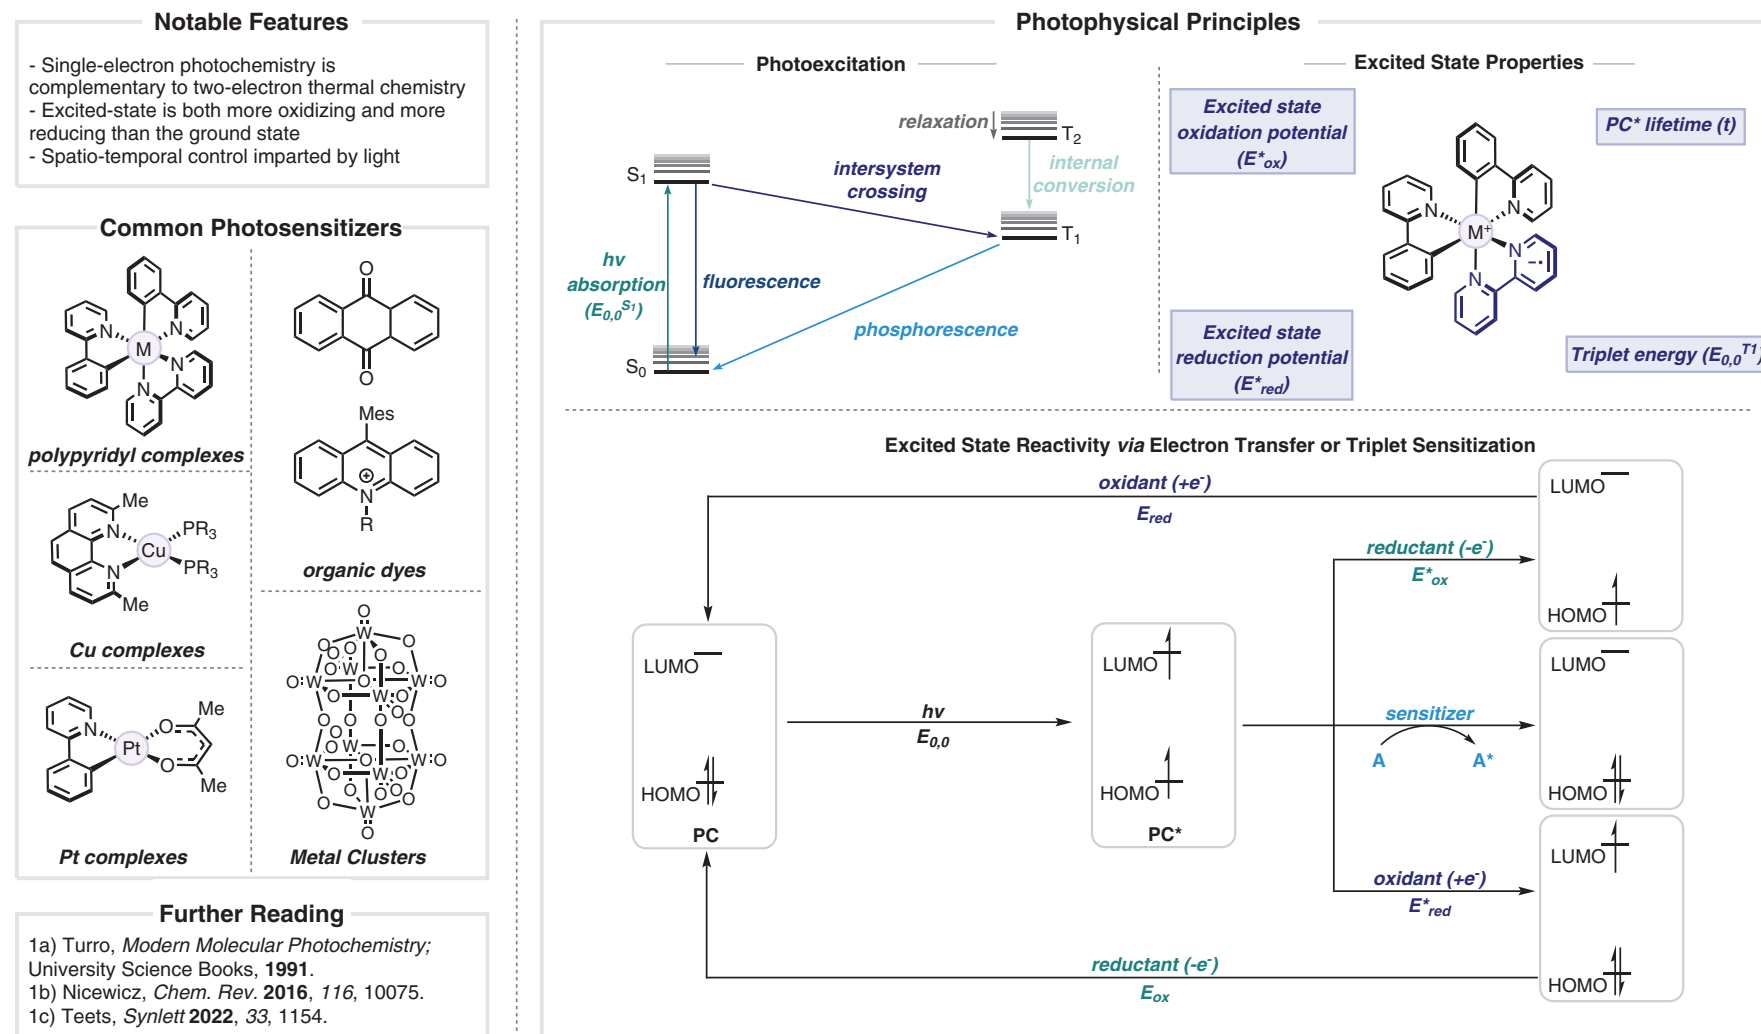 Notable Features
- Single-electron photochemistry is
complementary to two-electron thermal chemistry
- Excited-state is both more oxidizing and more
reducing than the ground state
- Spatio-temporal control imparted by light
Common Photosensitizers
N
N
M
N
N
polypyridyl complexes
O
O
Mes
⊕
N
R
organic dyes
Me
N
N
Cu
PR3
PR3
Me
Cu complexes
N
Pt
O
O
Me
Me
Pt complexes
O
W
O
O
O
O
W
O
O
O
O=W
O
W=O
O
W
W
O
O
O
O
O
O
O
W
O
O
O=W
O
W=O
O
W
W
O
O
O
O
O
O
W
O
Metal Clusters
Further Reading
1a) Turro, Modern Molecular Photochemistry;
University Science Books, 1991.
1b) Nicewicz, Chem. Rev. 2016, 116, 10075.
1c) Teets, Synlett 2022, 33, 1154.
Photophysical Principles
Photoexcitation
relaxation
T2
S1
intersystem
crossing
internal
conversion
T1
hv
absorption
(E0,0S1)
fluorescence
phosphorescence
S0
Excited State Properties
Excited state
oxidation potential
(E*ox)
PC* lifetime (t)
N
N
M+
N
N
–•
Excited state
reduction potential
(E*red)
Triplet energy (E0,0T1)
Excited State Reactivity via Electron Transfer or Triplet Sensitization
oxidant (+e-)
Ered
LUMO
HOMO
reductant (-e-)
E*ox
LUMO
HOMO
PC
hv
E0,0
LUMO
HOMO
PC*
sensitizer
A
A*
LUMO
HOMO
oxidant (+e-)
E*red
LUMO
HOMO
reductant (-e-)
Eox